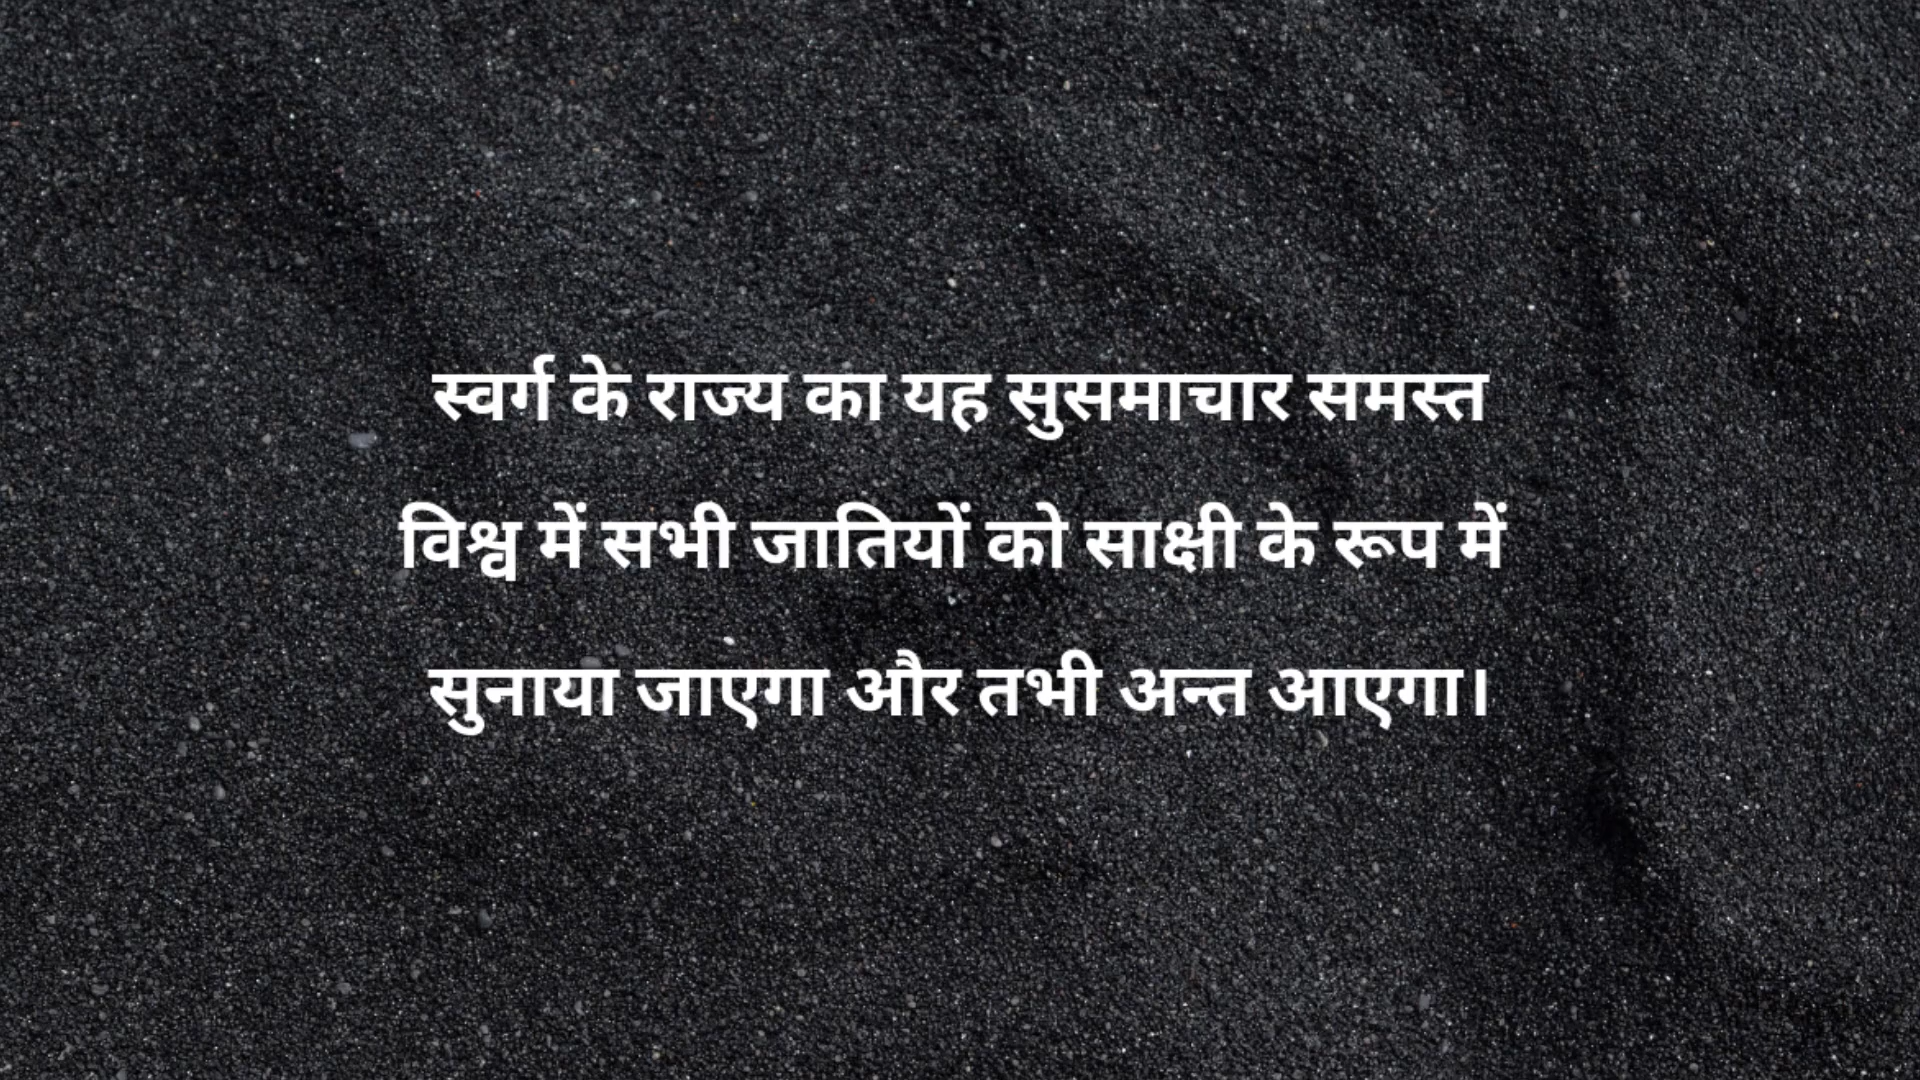 स्वर्ग के राज्य का यह सुसमाचार समस्त
विश्व में सभी जातियों को साक्षी के रूप में
सुनाया जाएगा और तभी अन्त आएगा।